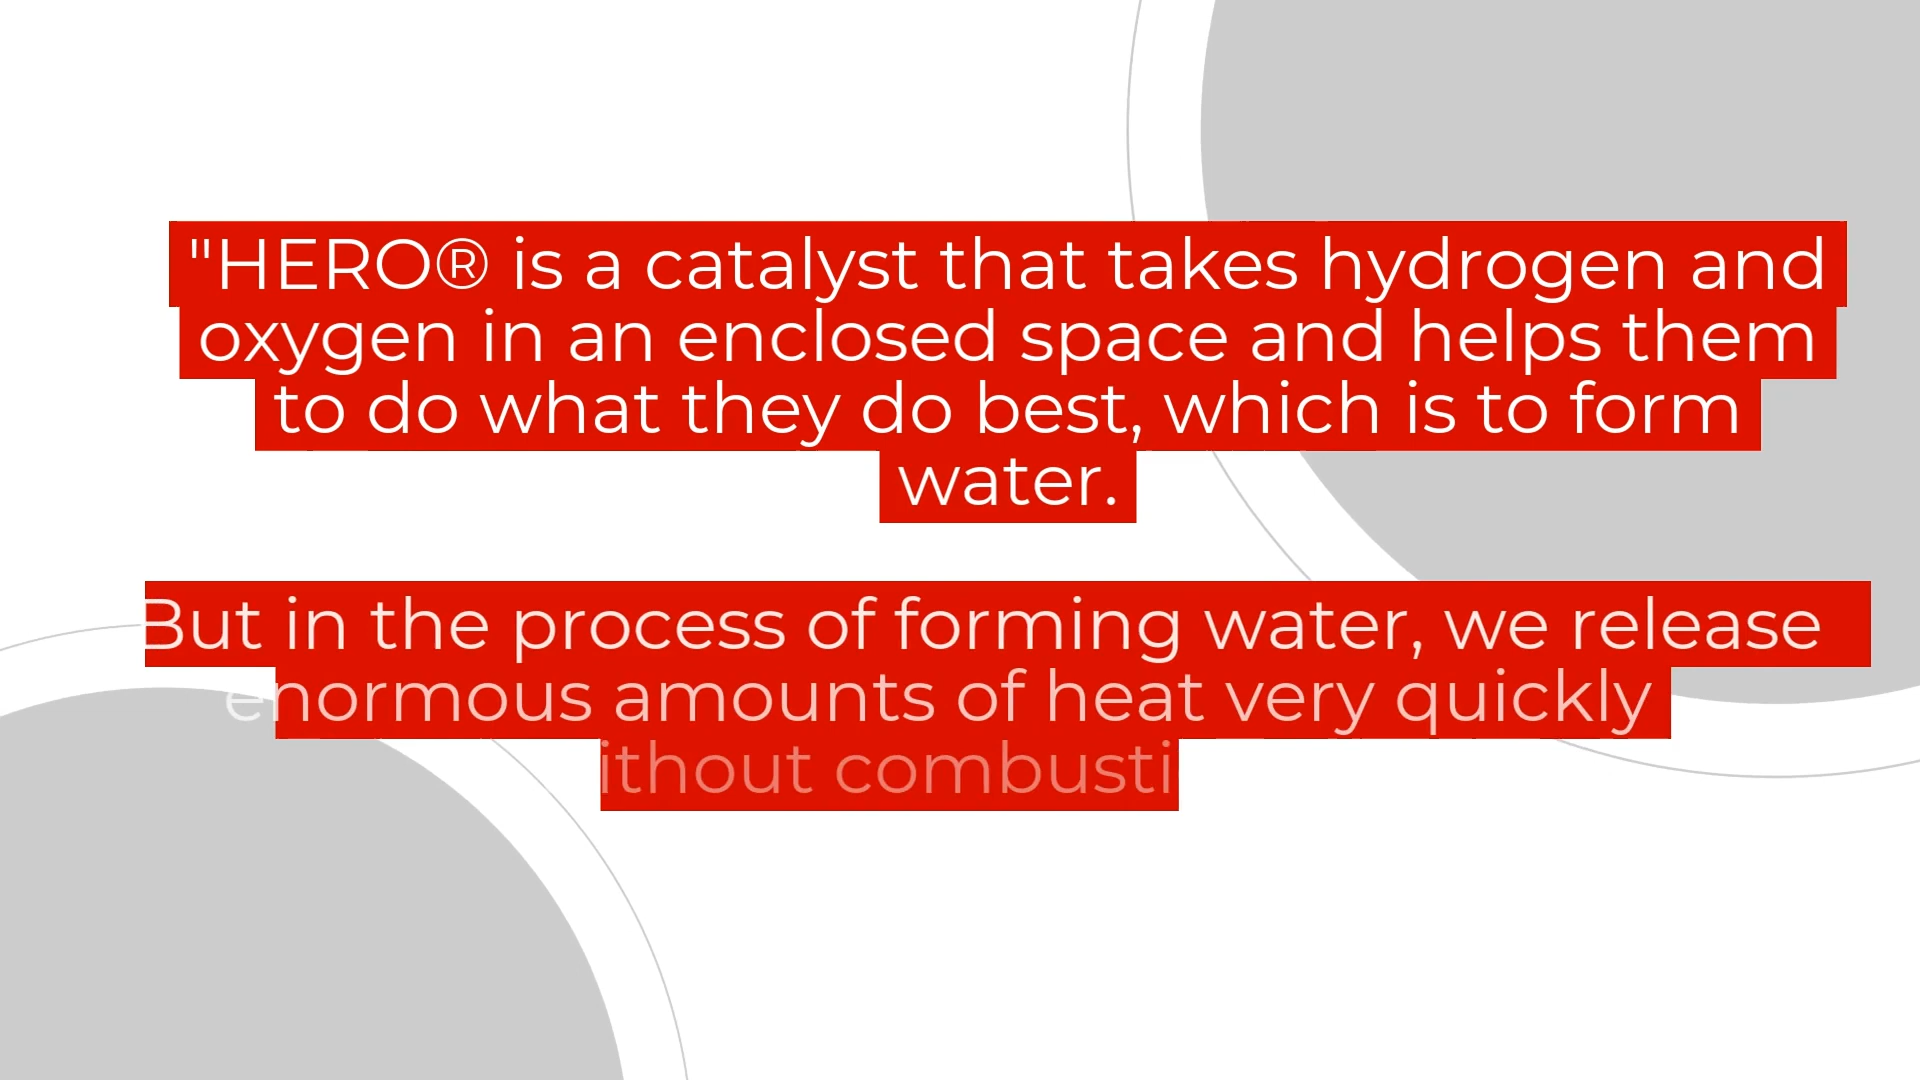 "HERO® is a catalyst that takes hydrogen and
oxygen in an enclosed space and helps them
to do what they do best, which is to form
water.
But in the process of forming water, we release
enormous amounts of heat very quickly
ithout combusti